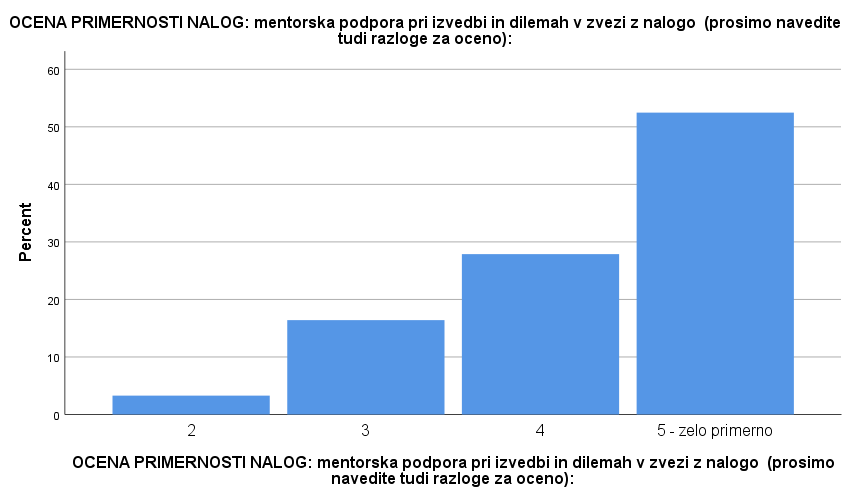 OCENA PRIMERNOSTI NALOG: mentorska podpora pri izvedbi in dilemah v zvezi z nalogo  (prosimo navedite
tudi razloge za oceno):
Percent
60
50
40
30
20
10
0
2
3
4
5 - zelo primerno
OCENA PRIMERNOSTI NALOG: mentorska podpora pri izvedbi in dilemah v zvezi z nalogo  (prosimo
navedite tudi razloge za oceno):